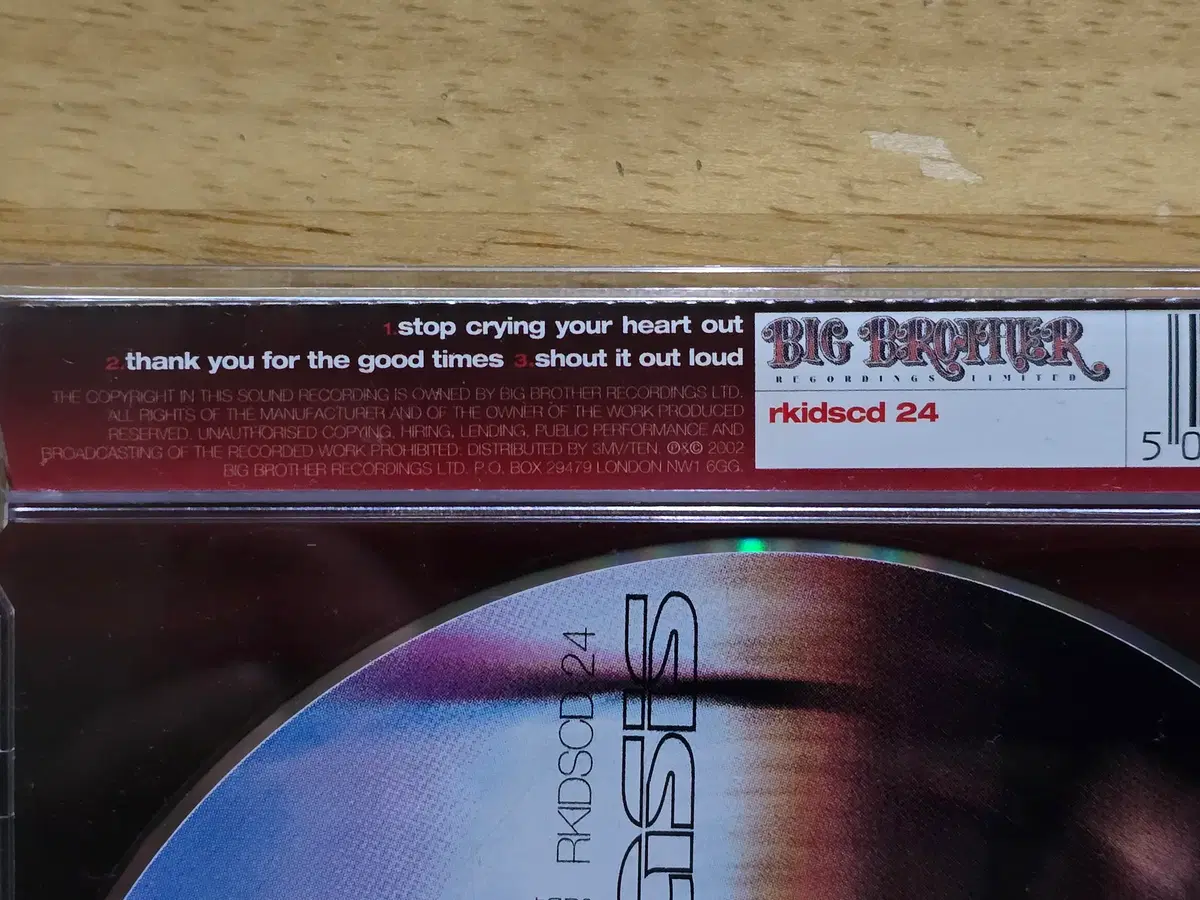 1.stop crying your heart out
2.thank you for the good times 3.shout it out loud
THE COPYRIGHT IN THIS SOUND RECORDING IS OWNED BY BIG BROTHER RECORDINGS LTD.
ALL RIGHTS OF THE MANUFACTURER AND OF THE OWNER OF THE WORK PRODUCED
RESERVED. UNAUTHORISED COPYING, HIRING, LENDING, PUBLIC PERFORMANCE AND
BROADCASTING OF THE RECORDED WORK PROHIBITED. DISTRIBUTED BY 3MV/TEN. ℗&© 2002
BIG BROTHER RECORDINGS LTD. P.O. BOX 29479 LONDON NW1 6GG.
BIG BROTHER
RECORDINGS LIMITED
rkidscd 24
5 0
RKIDSCD 24
asis